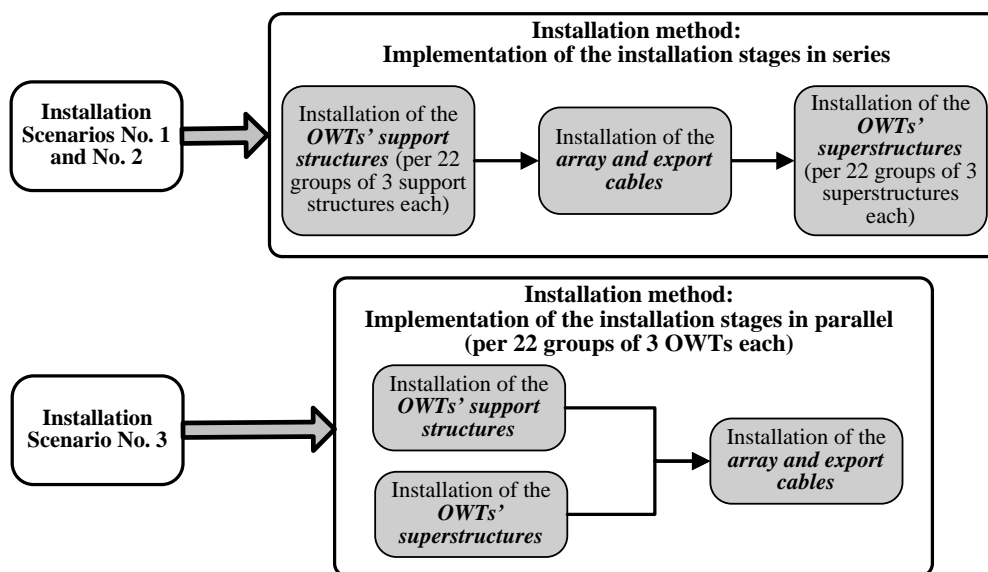 Installation method:
Implementation of the installation stages in series
Installation
Scenarios No. 1
and No. 2
Installation of the
OWTs’ support
structures (per 22
groups of 3 support
structures each)
Installation of the
array and export
cables
Installation of the
OWTs’
superstructures
(per 22 groups of 3
superstructures
each)
Installation method:
Implementation of the installation stages in parallel
(per 22 groups of 3 OWTs each)
Installation
Scenario No. 3
Installation of the
OWTs’ support
structures
Installation of the
OWTs’
superstructures
Installation of the
array and export
cables